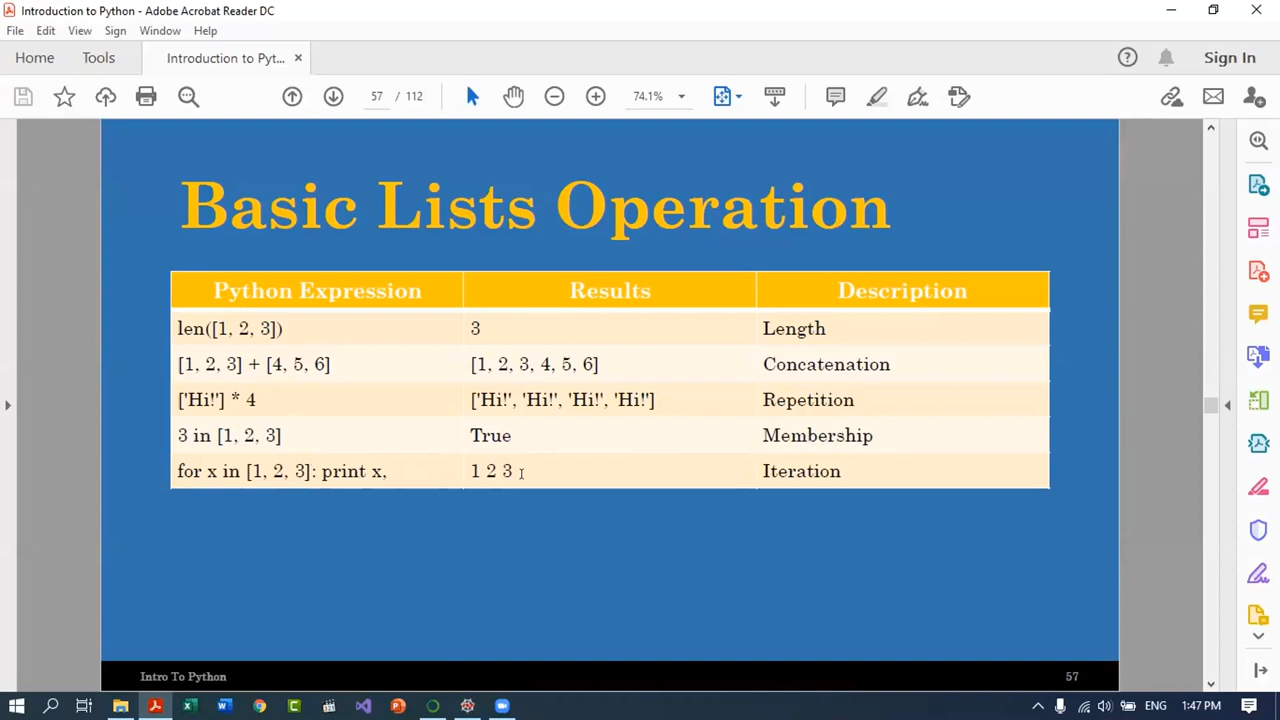 Introduction to Python - Adobe Acrobat Reader DC
File Edit View Sign Window Help
Home Tools Introduction to Pyt... Sign In
57 / 112 74.1%
Basic Lists Operation
Python Expression Results Description
len([1, 2, 3]) 3 Length
[1, 2, 3] + [4, 5, 6] [1, 2, 3, 4, 5, 6] Concatenation
['Hi!'] * 4 ['Hi!', 'Hi!', 'Hi!', 'Hi!'] Repetition
3 in [1, 2, 3] True Membership
for x in [1, 2, 3]: print x, 1 2 3 Iteration
Intro To Python 57
ENG 1:47 PM